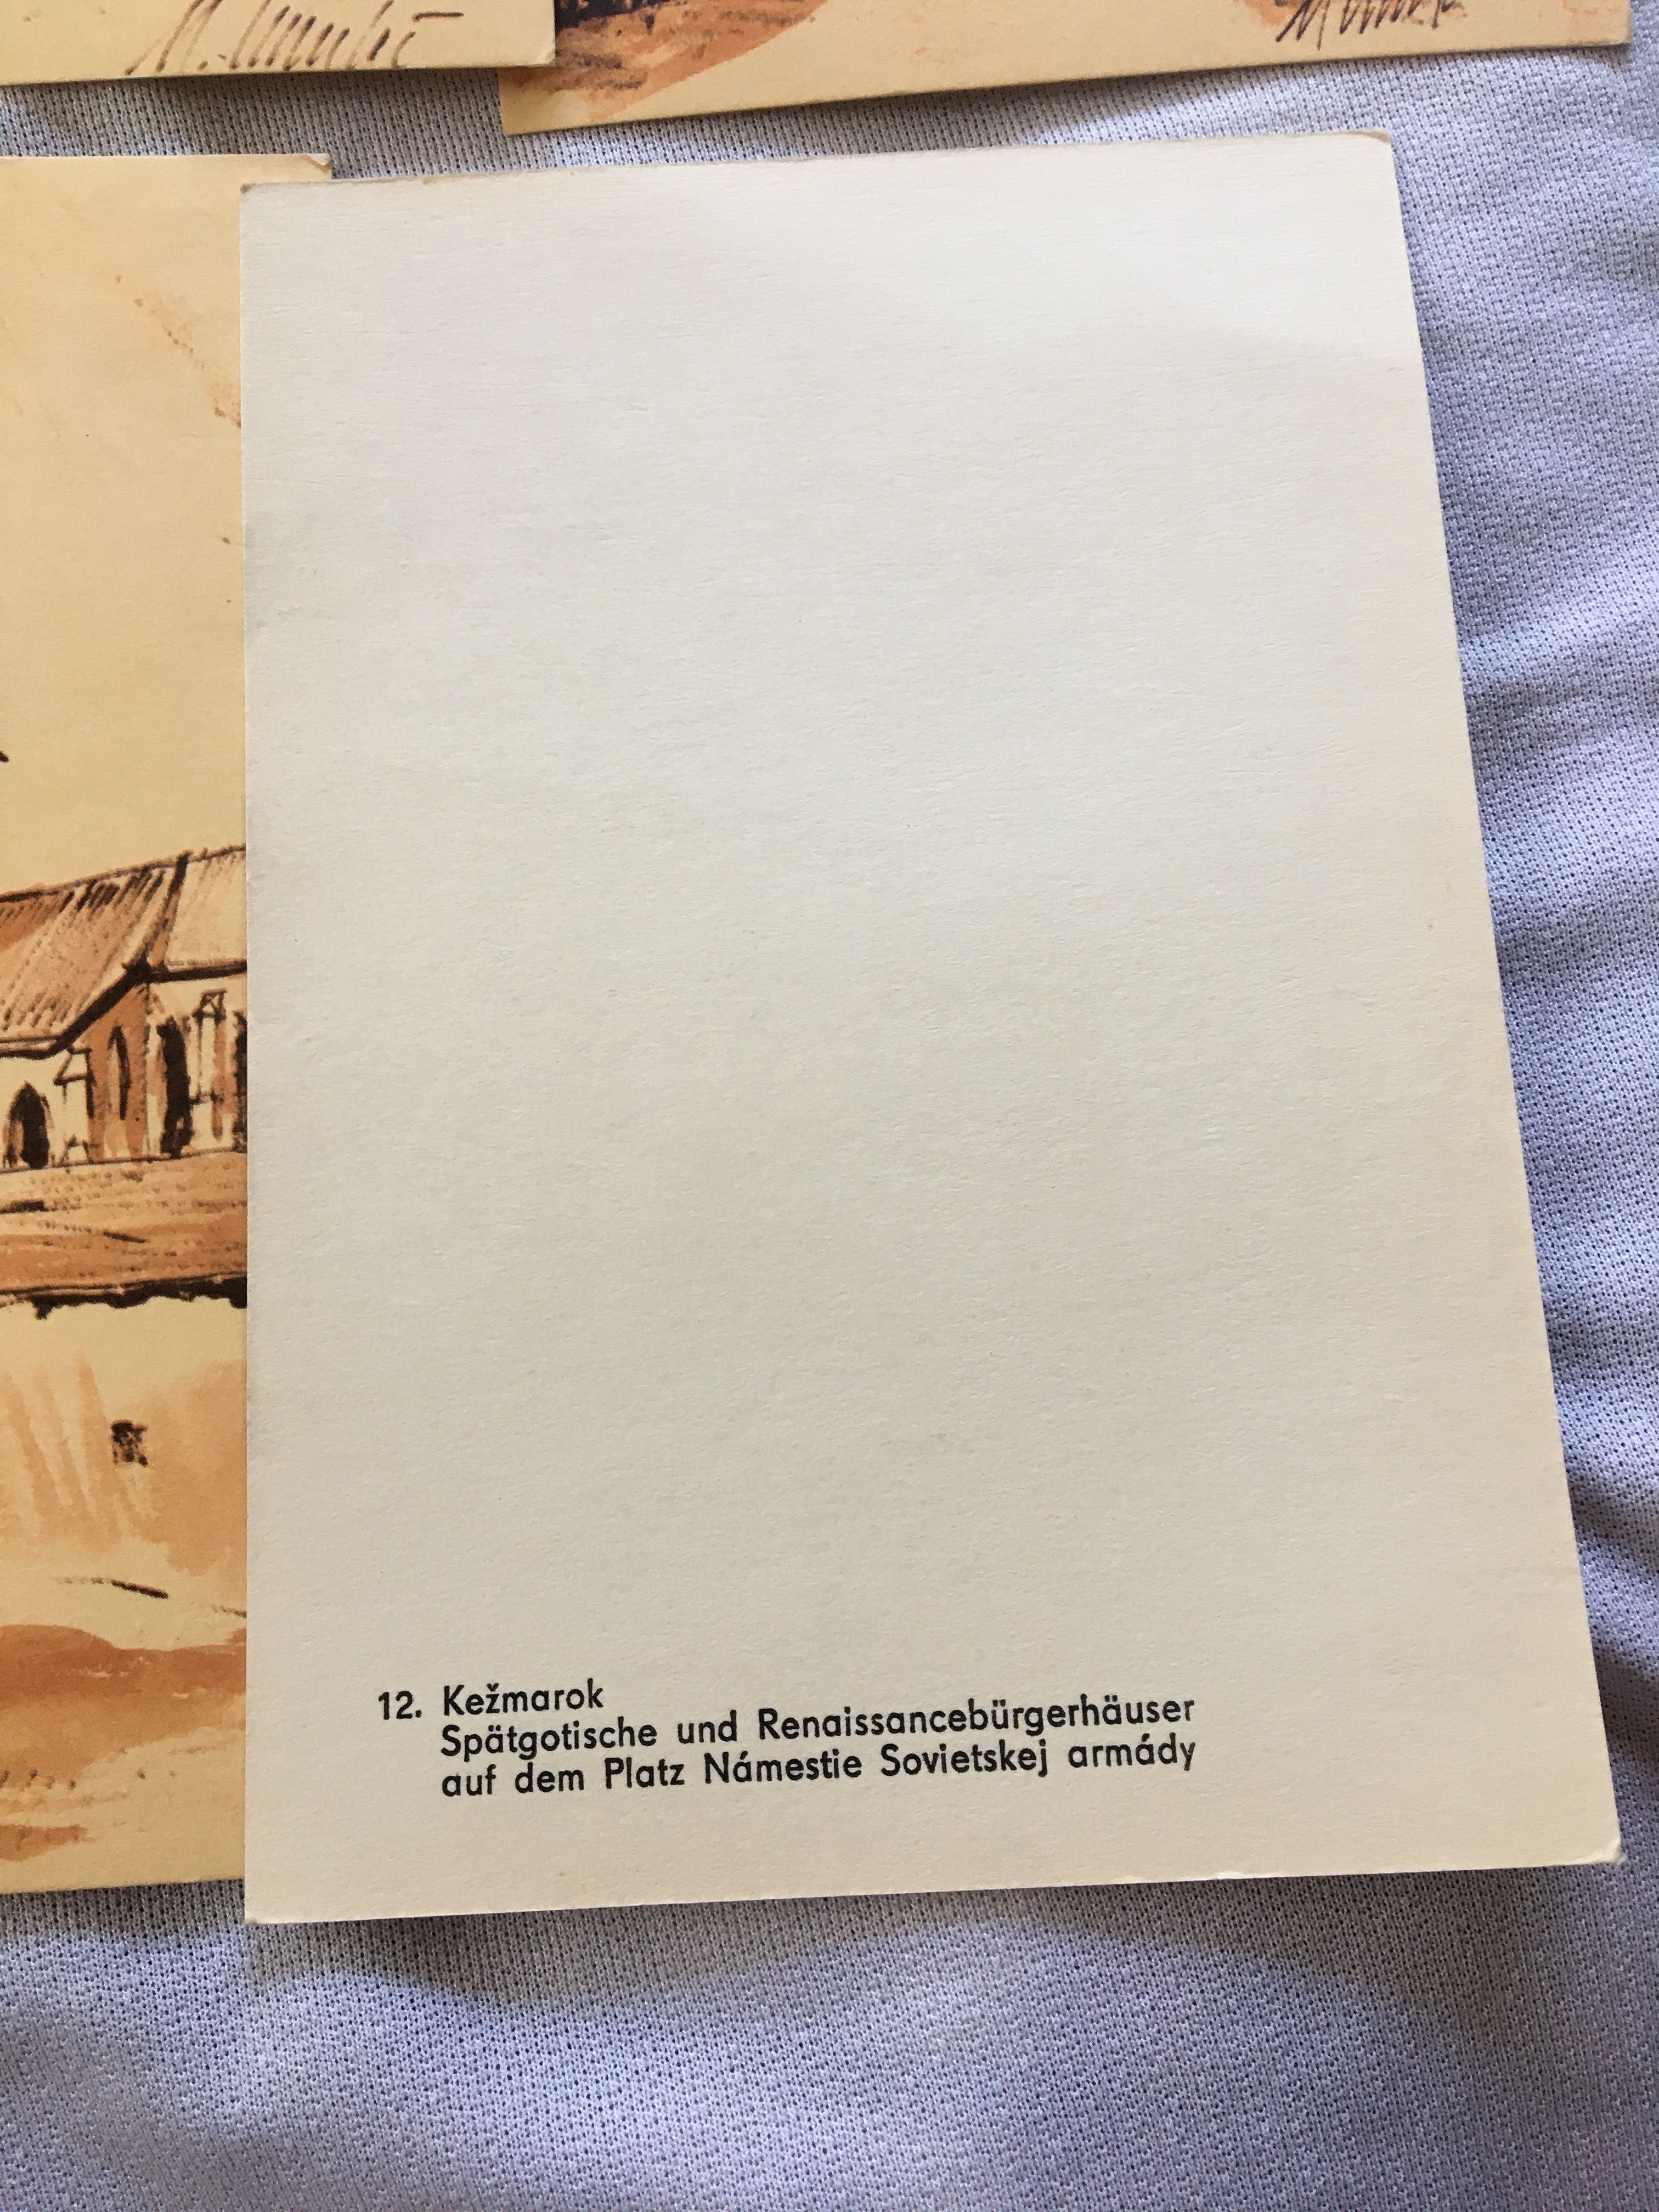 12. Kežmarok
Spätgotische und Renaissancebürgerhäuser
auf dem Platz Námestie Sovietskej armády